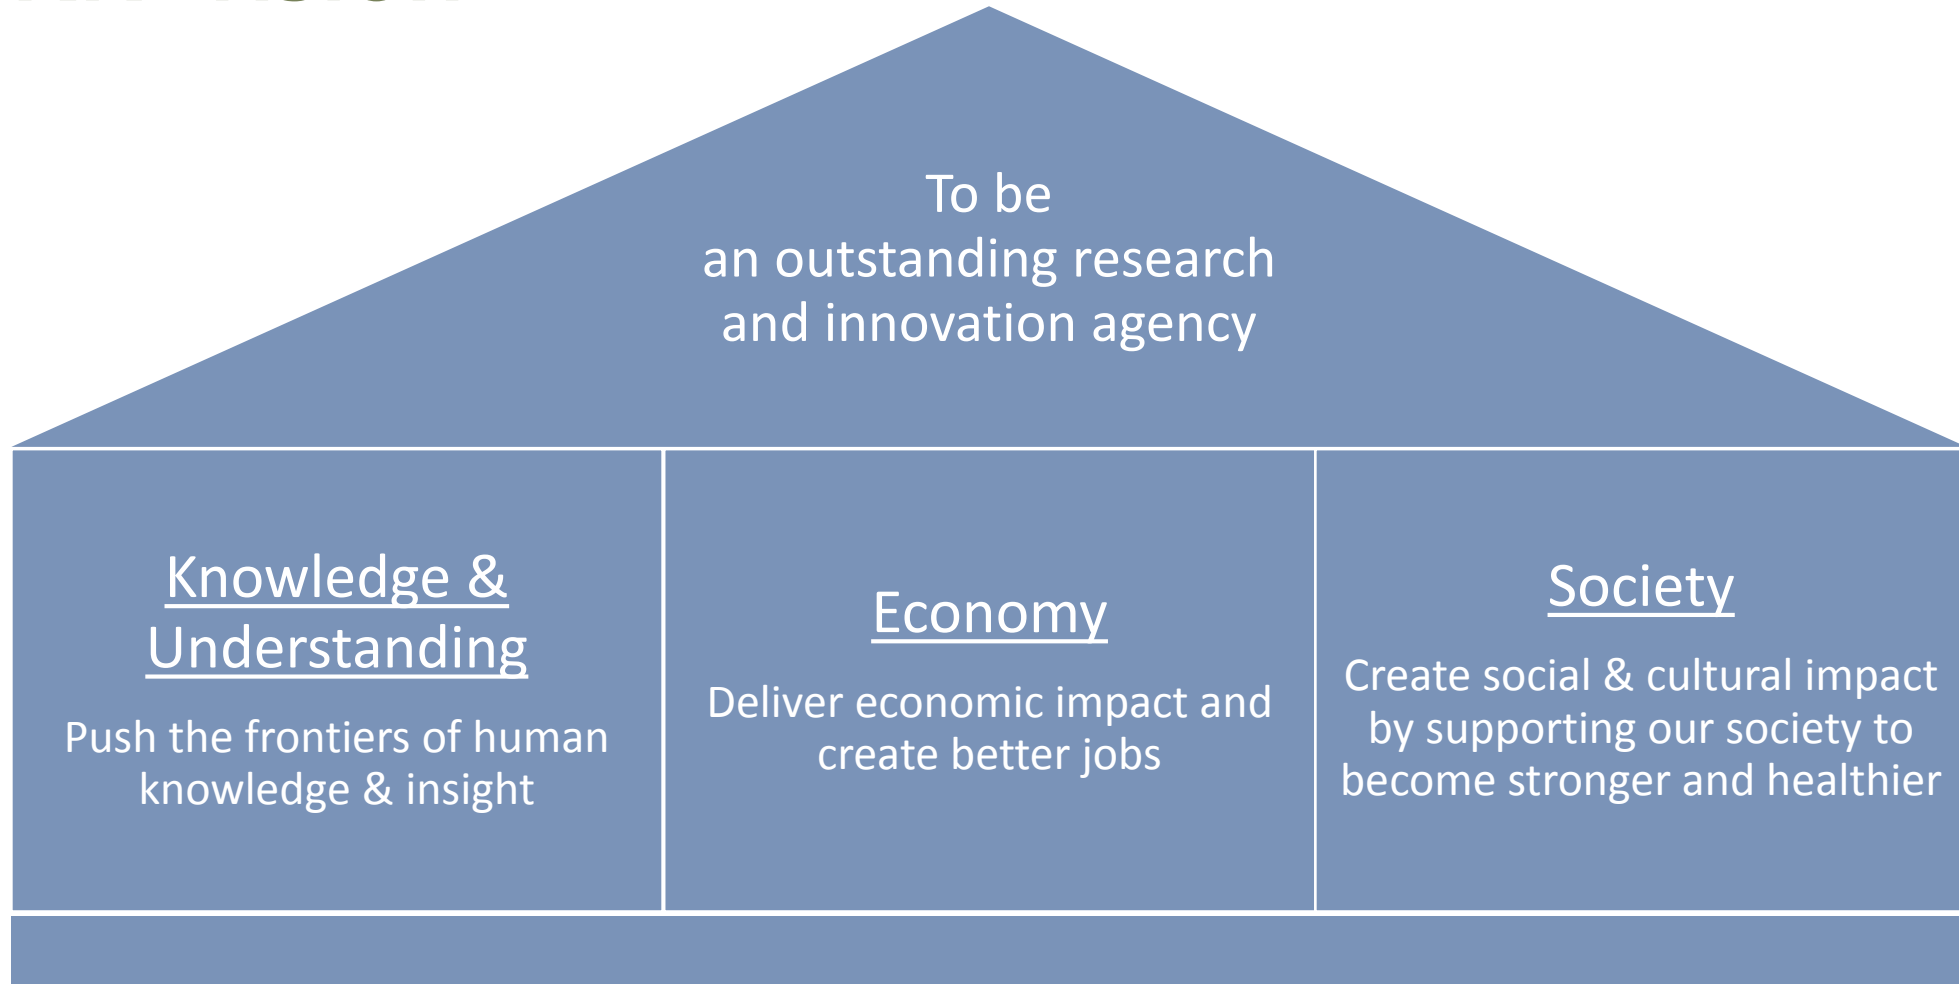 To be
an outstanding research
and innovation agency
Knowledge &
Understanding
Push the frontiers of human
knowledge & insight
Economy
Deliver economic impact and
create better jobs
Society
Create social & cultural impact
by supporting our society to
become stronger and healthier